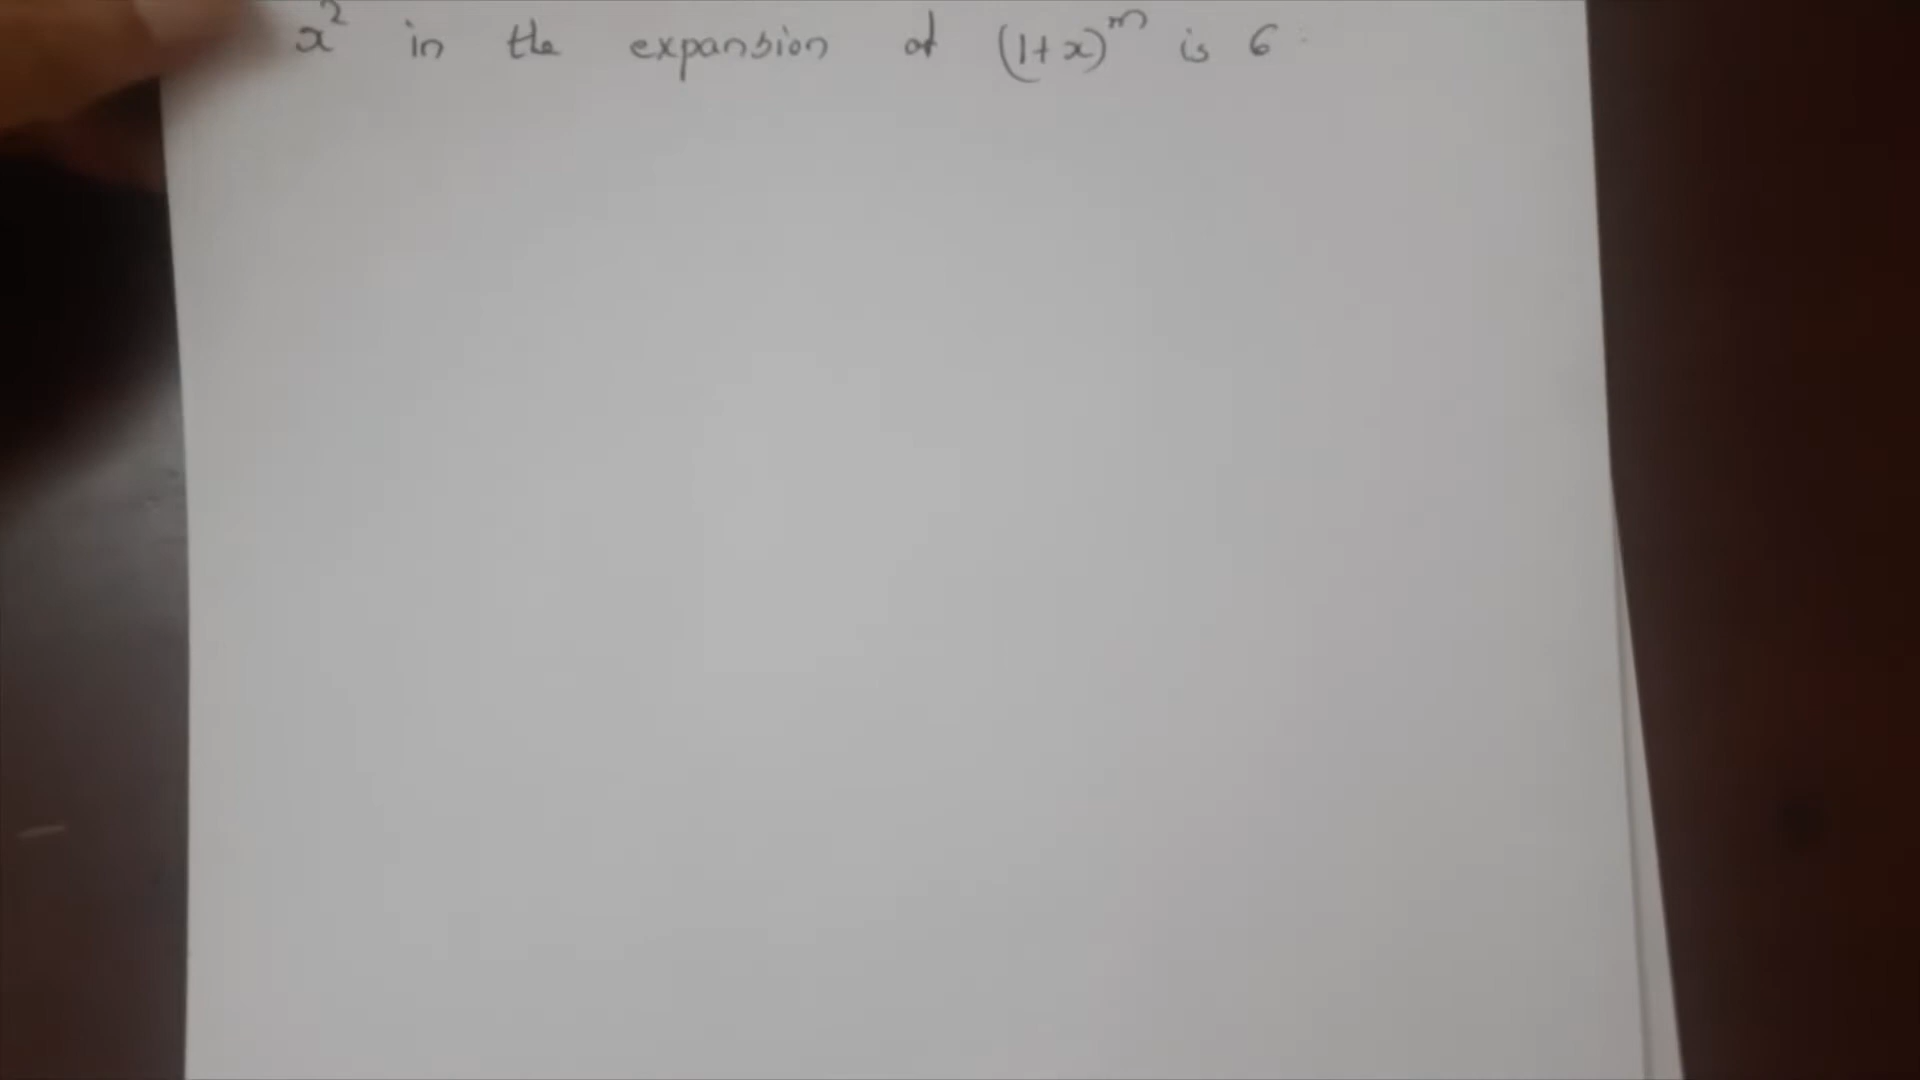 x² in the expansion of (1+x)ᵐ is 6